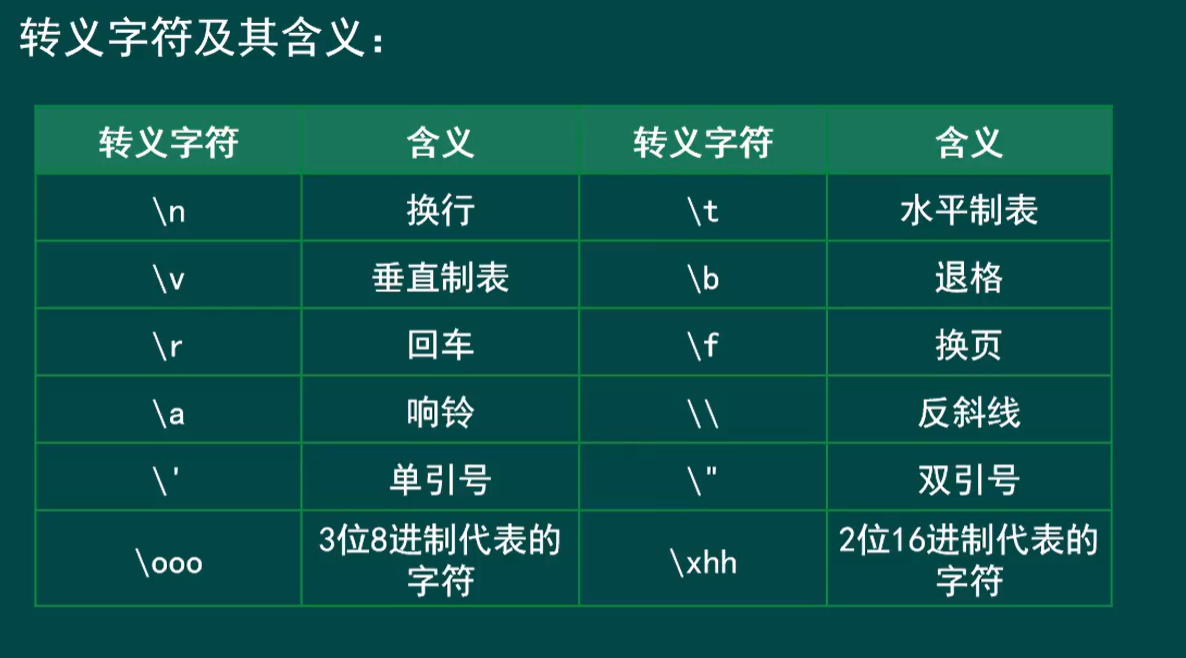 转义字符及其含义：
转义字符 含义 转义字符 含义
\n 换行 \t 水平制表
\v 垂直制表 \b 退格
\r 回车 \f 换页
\a 响铃 \\ 反斜线
\' 单引号 \" 双引号
\ooo 3位8进制代表的字符 \xhh 2位16进制代表的字符